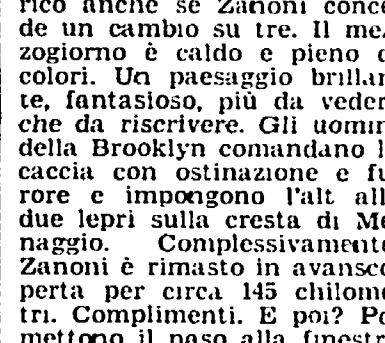 rico anche se Zanoni conce
de un cambio su tre. Il mez
zogiorno è caldo e pieno d
colori. Un paesaggio brillan
te, fantasioso, più da veder
che da riscrivere. Gli uomin
della Brooklyn comandano l
caccia con ostinazione e fu
rore e impongono l'alt all
due lepri sulla cresta di Me
naggio. Complessivamente
Zanoni è rimasto in avansco
perta per circa 145 chilome
tri. Complimenti. E poi? Po
mettono il naso alla finestr